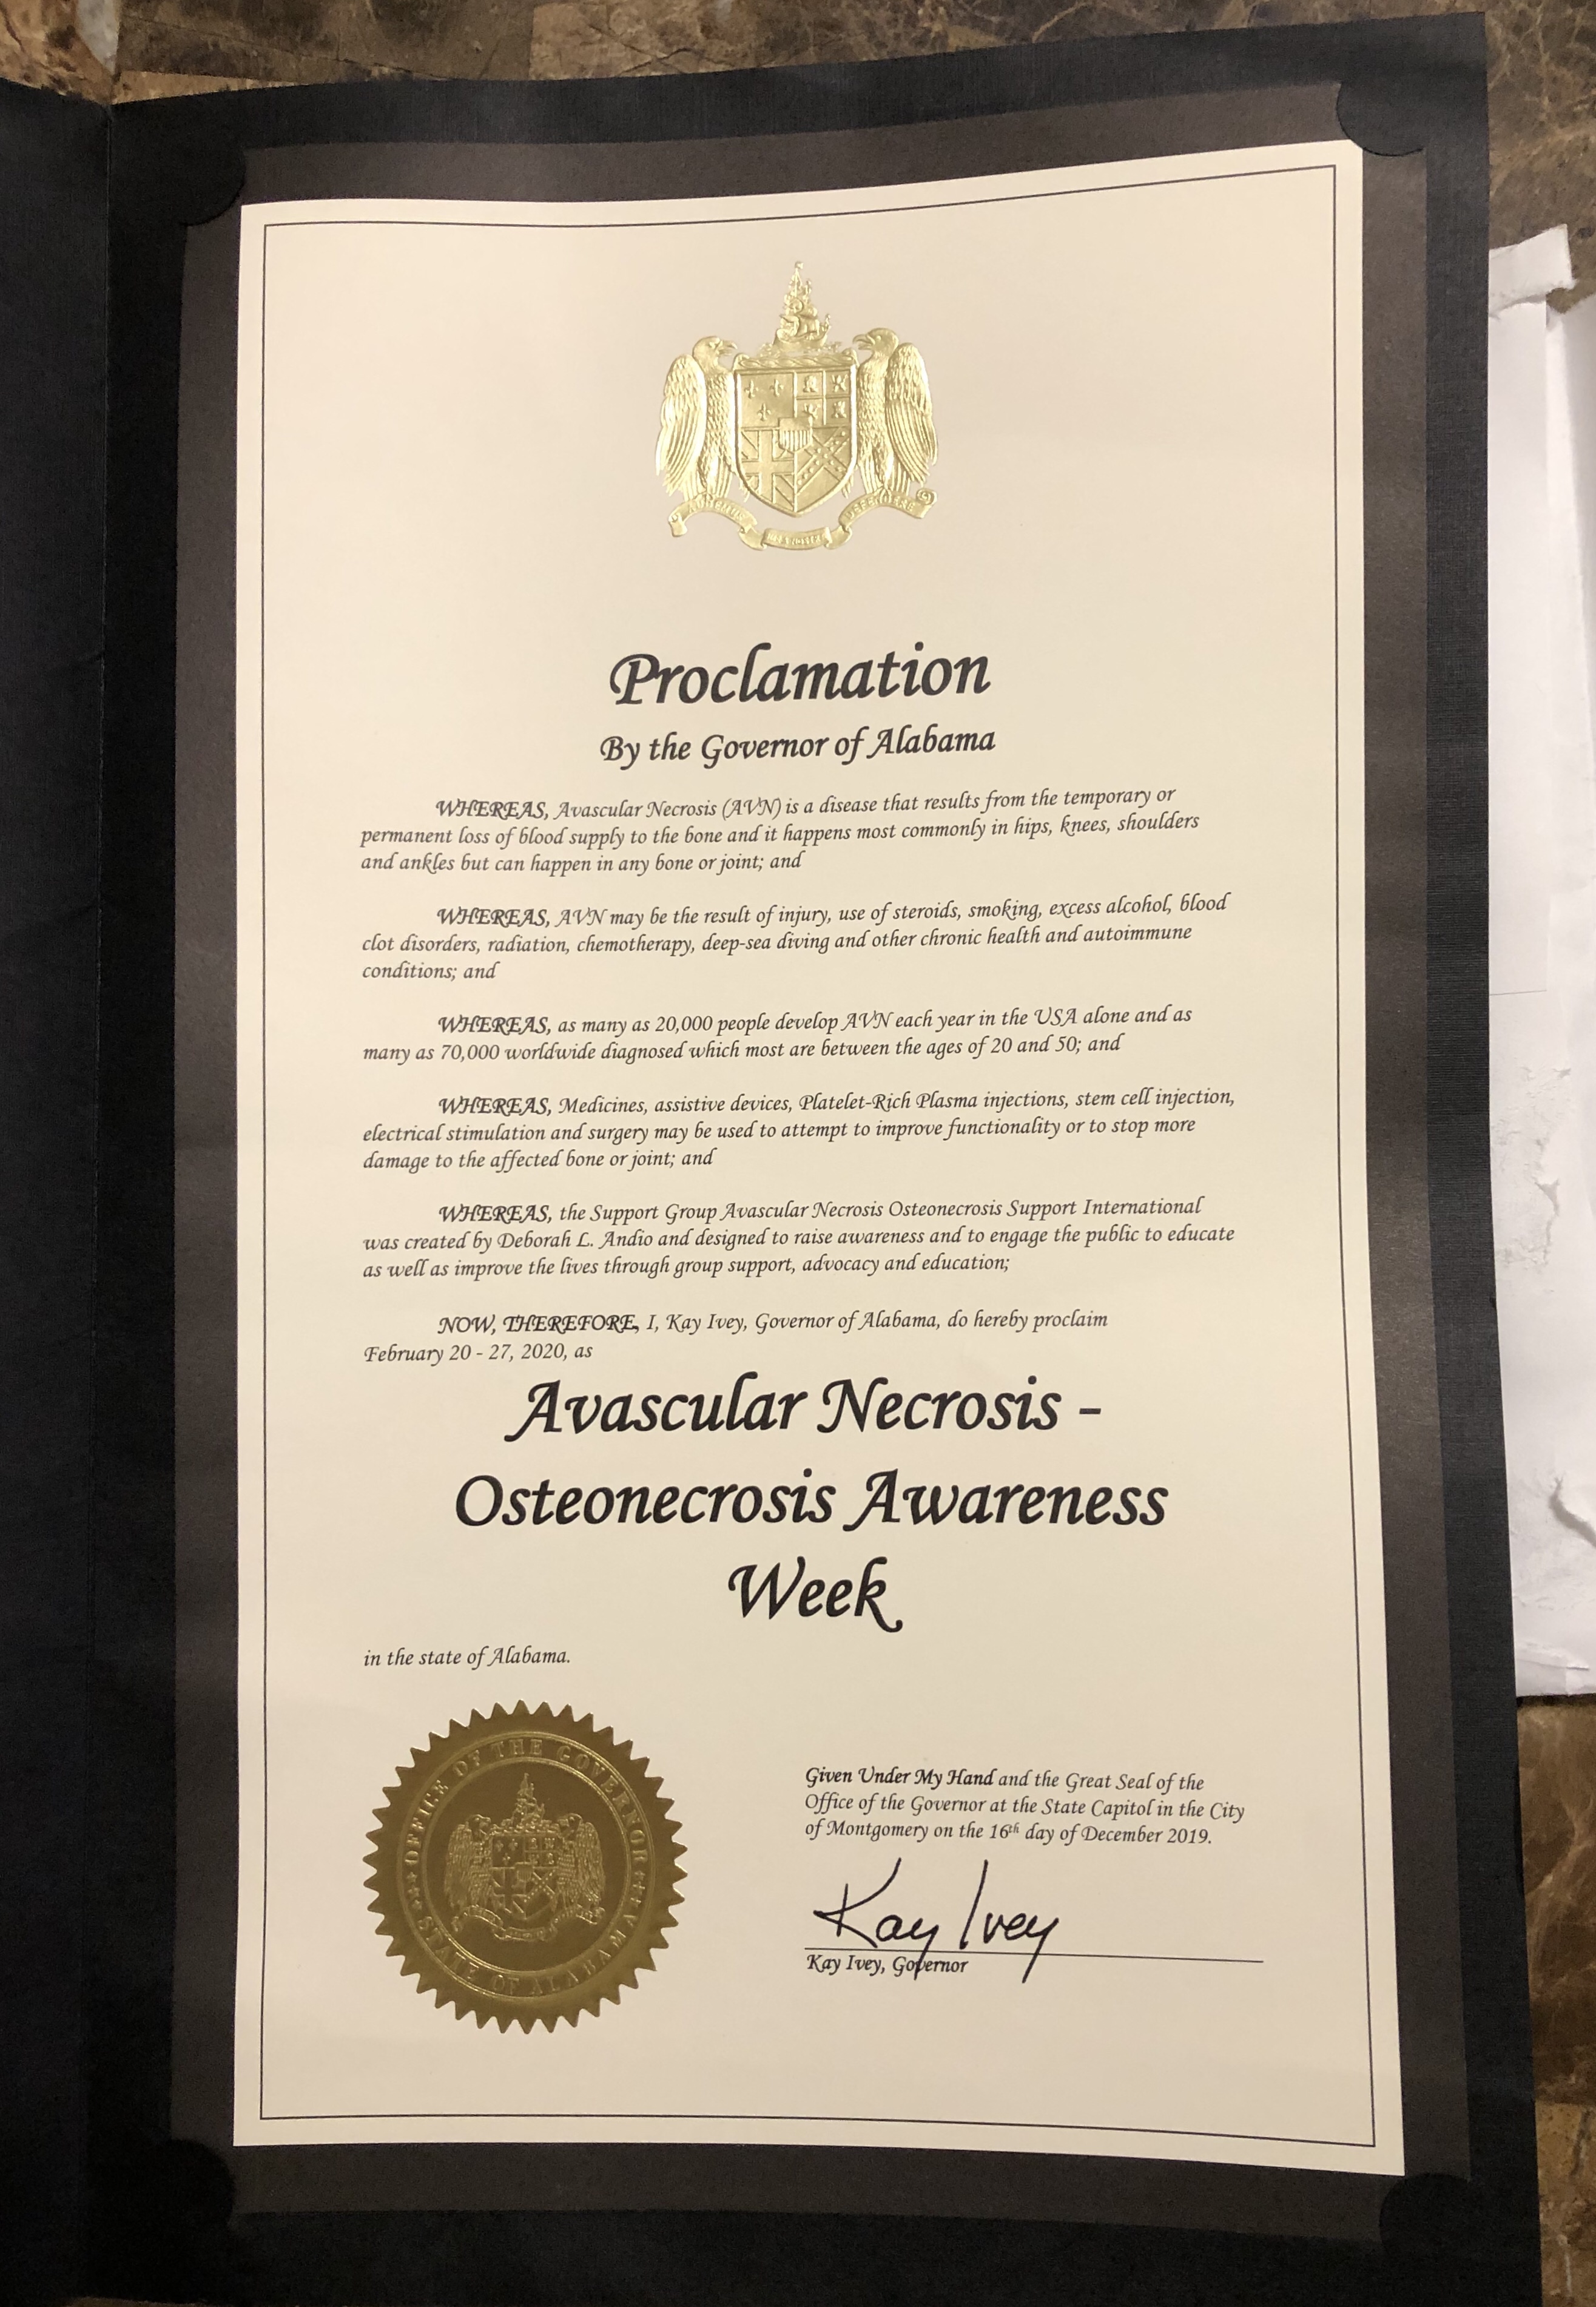 Proclamation
By the Governor of Alabama
WHEREAS, Avascular Necrosis (AVN) is a disease that results from the temporary or
permanent loss of blood supply to the bone and it happens most commonly in hips, knees, shoulders
and ankles but can happen in any bone or joint; and
WHEREAS, AVN may be the result of injury, use of steroids, smoking, excess alcohol, blood
clot disorders, radiation, chemotherapy, deep-sea diving and other chronic health and autoimmune
conditions; and
WHEREAS, as many as 20,000 people develop AVN each year in the USA alone and as
many as 70,000 worldwide diagnosed which most are between the ages of 20 and 50; and
WHEREAS, Medicines, assistive devices, Platelet-Rich Plasma injections, stem cell injection,
electrical stimulation and surgery may be used to attempt to improve functionality or to stop more
damage to the affected bone or joint; and
WHEREAS, the Support Group Avascular Necrosis Osteonecrosis Support International
was created by Deborah L. Andio and designed to raise awareness and to engage the public to educate
as well as improve the lives through group support, advocacy and education;
NOW, THEREFORE, I, Kay Ivey, Governor of Alabama, do hereby proclaim
February 20 - 27, 2020, as
Avascular Necrosis -
Osteonecrosis Awareness
Week
in the state of Alabama.
OFFICE OF THE GOVERNOR
STATE OF ALABAMA
Given Under My Hand and the Great Seal of the
Office of the Governor at the State Capitol in the City
of Montgomery on the 16th day of December 2019.
Kay Ivey
Kay Ivey, Governor